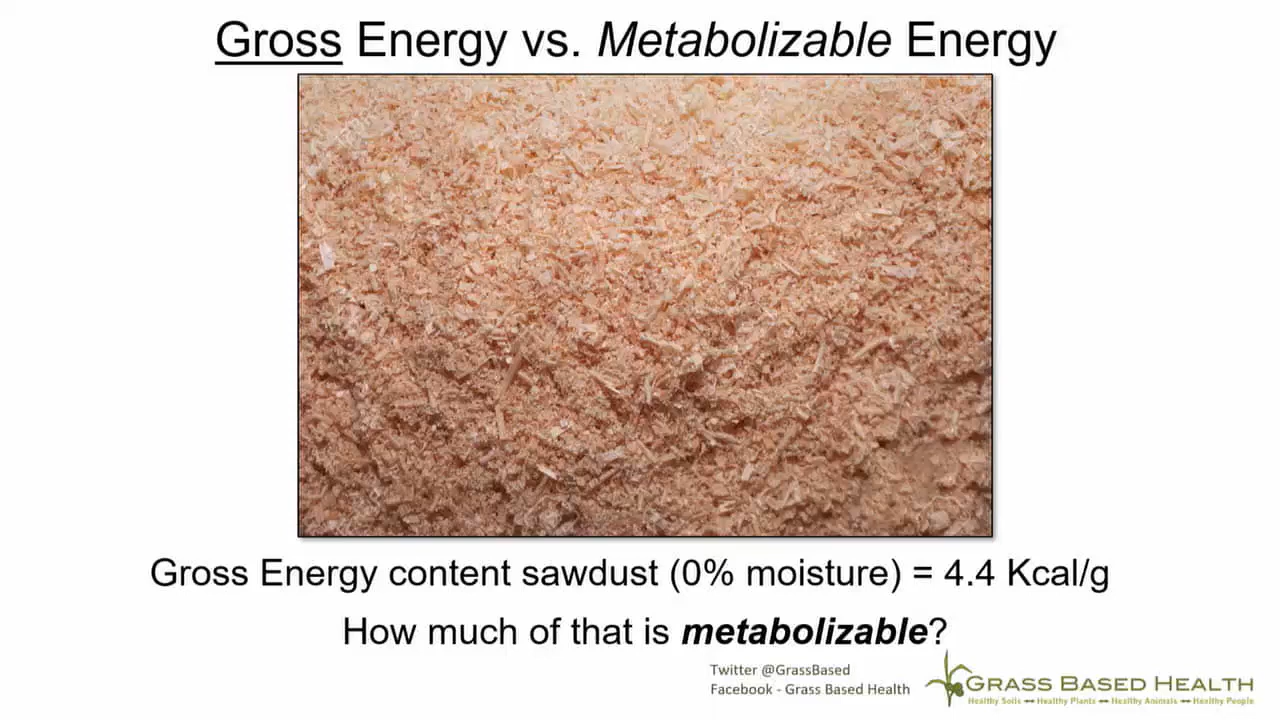 Gross Energy vs. Metabolizable Energy
Gross Energy content sawdust (0% moisture) = 4.4 Kcal/g
How much of that is metabolizable?
Twitter @GrassBased
Facebook - Grass Based Health
GRASS BASED HEALTH
Healthy Soils ↔ Healthy Plants ↔ Healthy Animals ↔ Healthy People